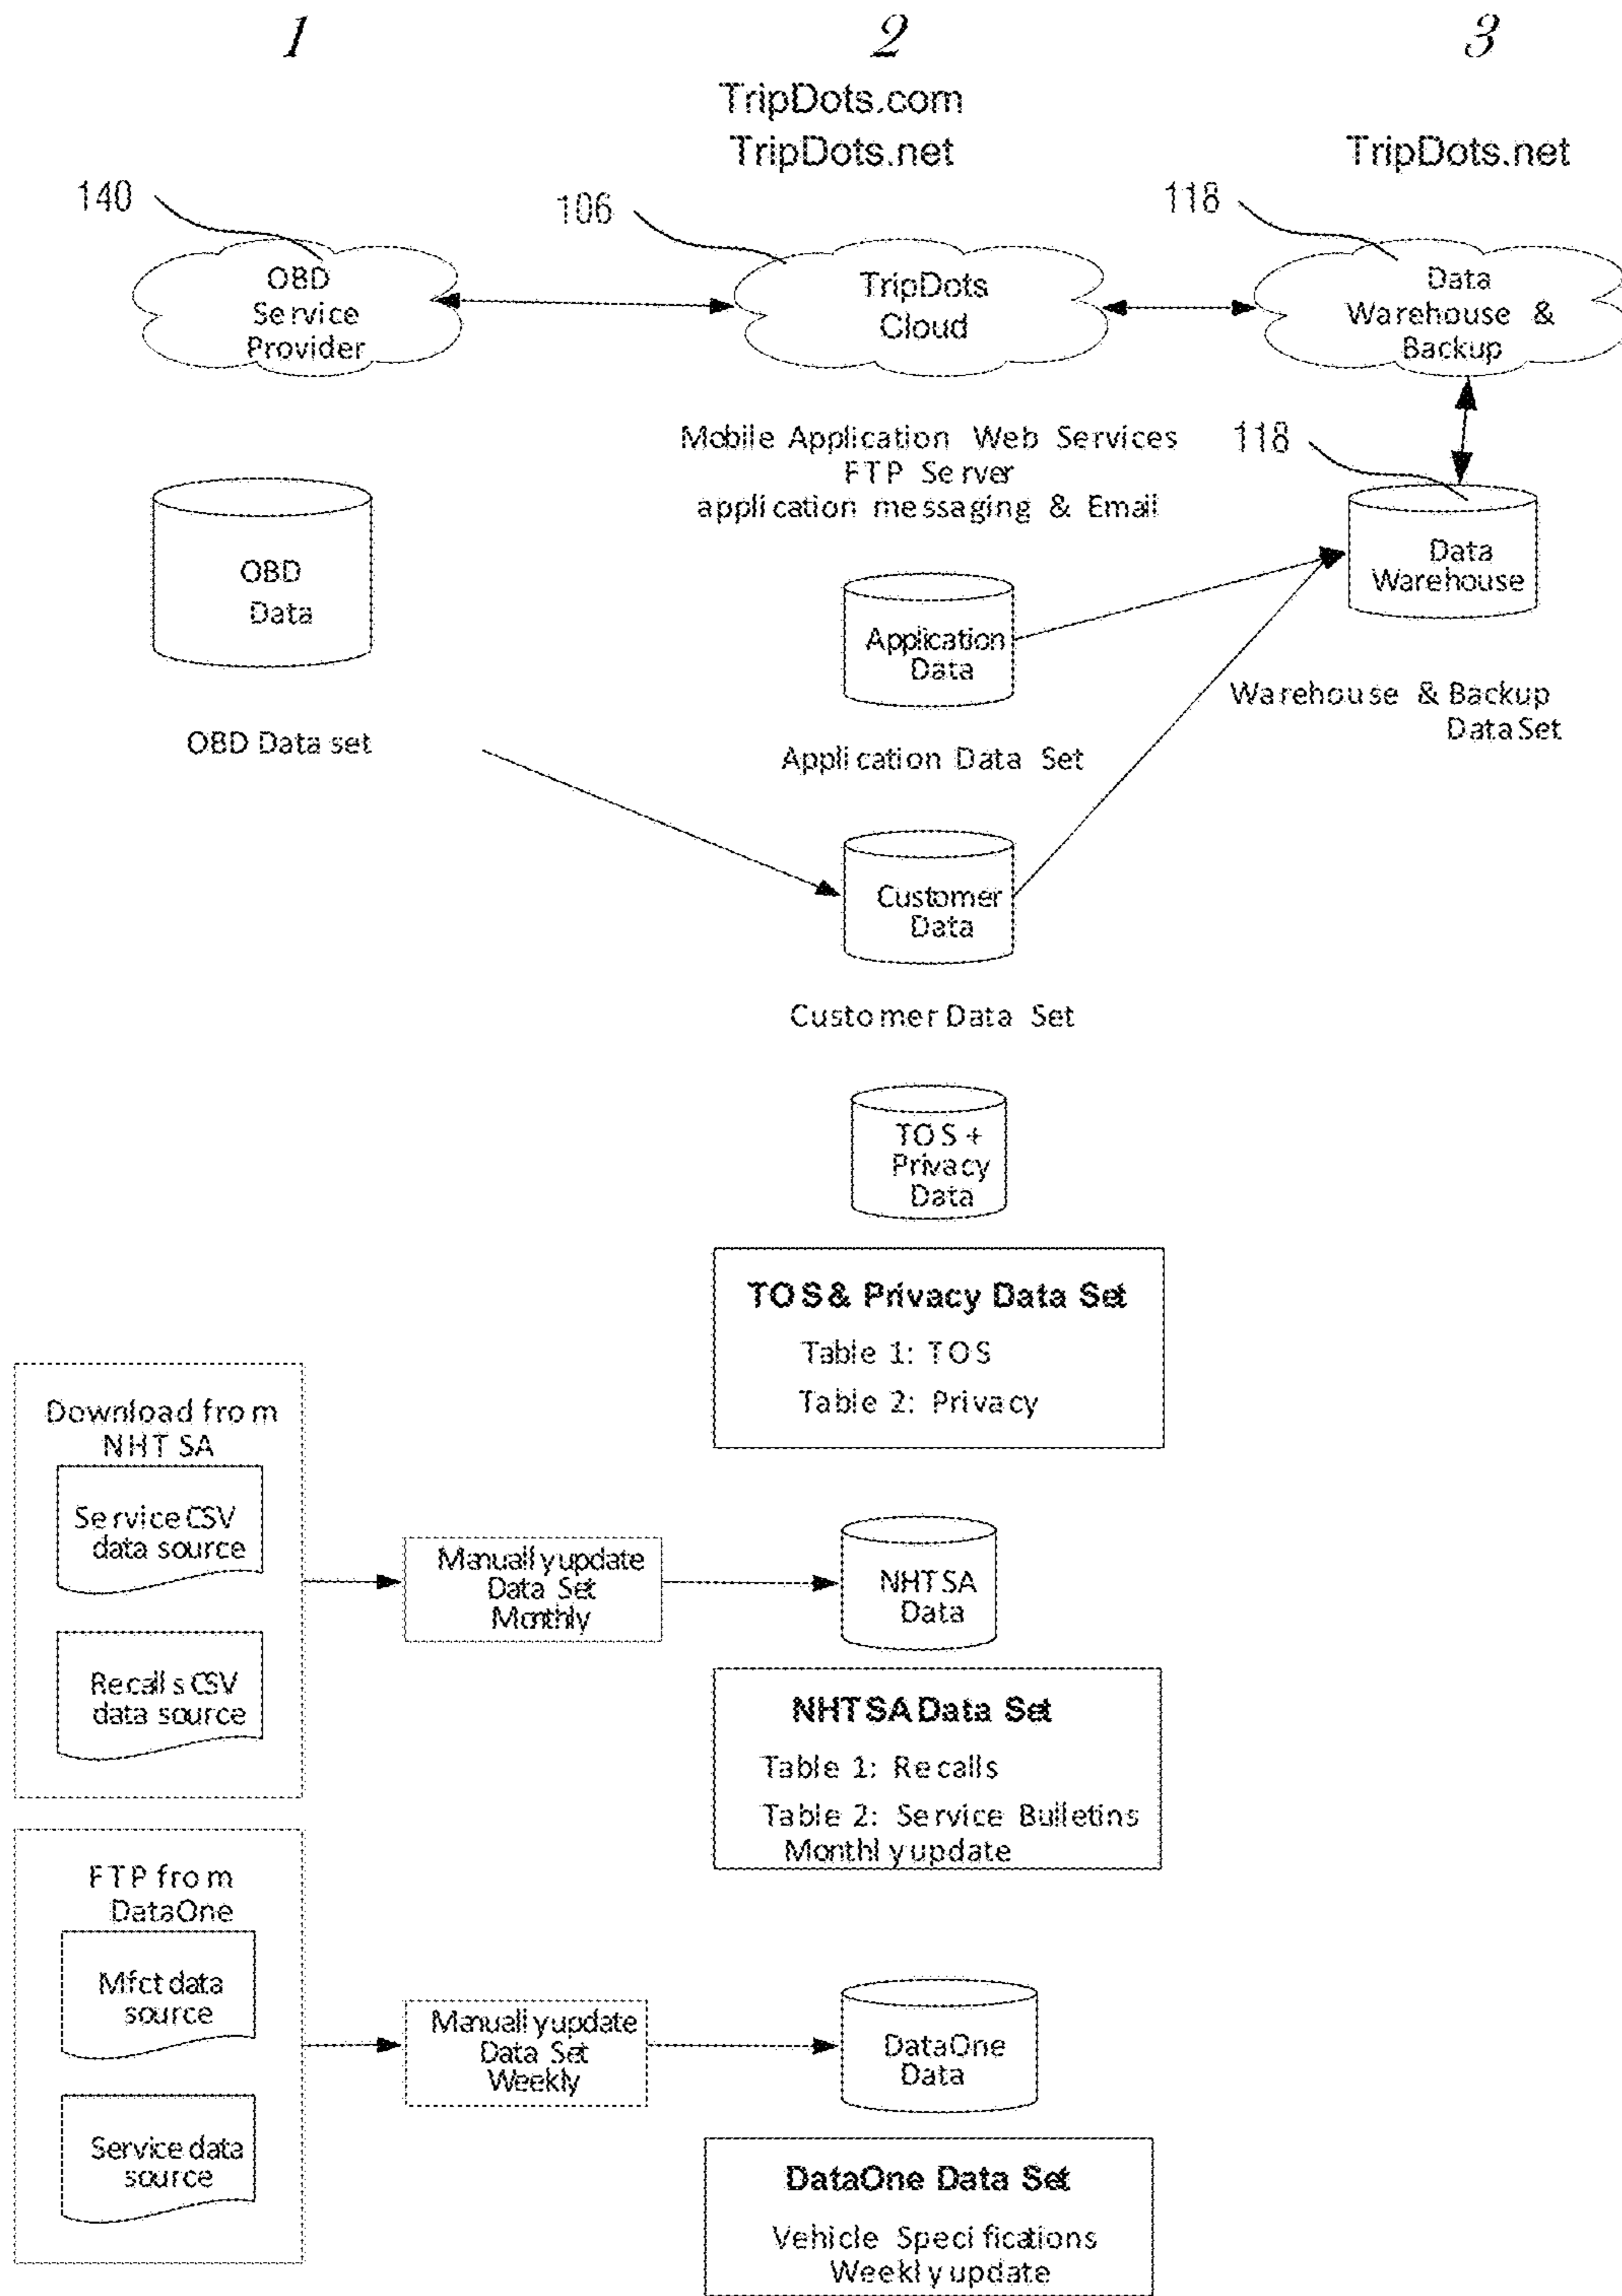 1
2
3
TripDots.com
TripDots.net
TripDots.net
140
106
118
OBD
Service
Provider
TripDots
Cloud
Data
Warehouse &
Backup
Mobile Application Web Services
FTP Server
application messaging & Email
118
OBD
Data
Application
Data
Data
Warehouse
OBD Data set
Application Data Set
Warehouse & Backup
Data Set
Customer
Data
Customer Data Set
TOS +
Privacy
Data
TOS & Privacy Data Set
Table 1: TOS
Table 2: Privacy
Download from
NHTSA
Service CSV
data source
Recalls CSV
data source
Manually update
Data Set
Monthly
NHTSA
Data
NHTSA Data Set
Table 1: Recalls
Table 2: Service Bulletins
Monthly update
FTP from
DataOne
Mfct data
source
Service data
source
Manually update
Data Set
Weekly
DataOne
Data
DataOne Data Set
Vehicle Specifications
Weekly update